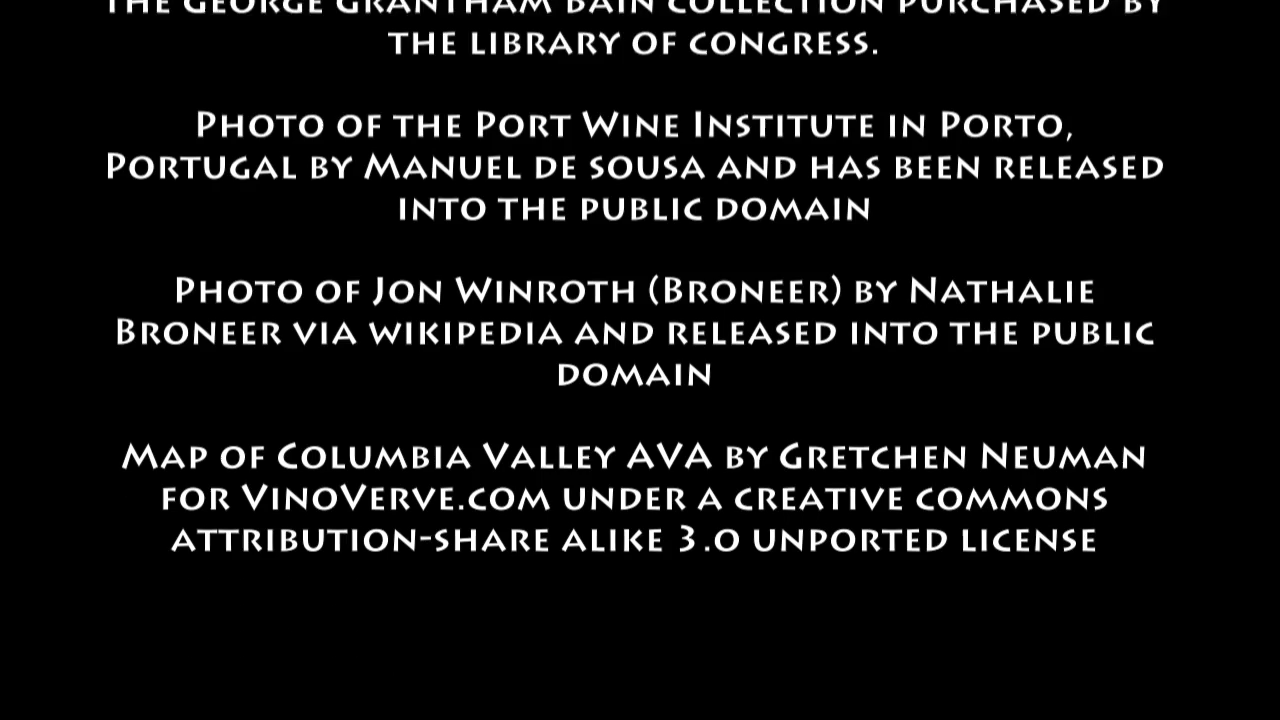 THE GEORGE GRANTHAM BAIN COLLECTION PURCHASED BY
THE LIBRARY OF CONGRESS.
PHOTO OF THE PORT WINE INSTITUTE IN PORTO,
PORTUGAL BY MANUEL DE SOUSA AND HAS BEEN RELEASED
INTO THE PUBLIC DOMAIN
PHOTO OF JON WINROTH (BRONEER) BY NATHALIE
BRONEER VIA WIKIPEDIA AND RELEASED INTO THE PUBLIC
DOMAIN
MAP OF COLUMBIA VALLEY AVA BY GRETCHEN NEUMAN
FOR VINOVERVE.COM UNDER A CREATIVE COMMONS
ATTRIBUTION-SHARE ALIKE 3.0 UNPORTED LICENSE